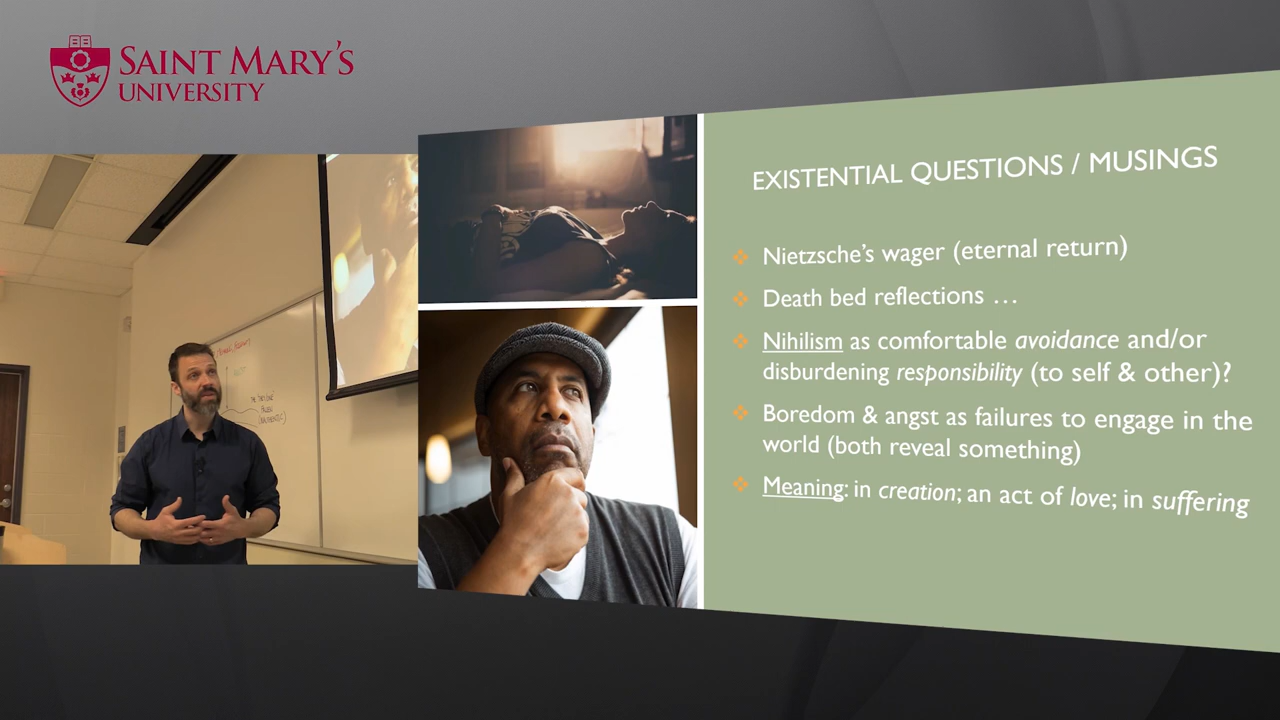 SAINT MARY'S
UNIVERSITY
EXISTENTIAL QUESTIONS / MUSINGS
Nietzsche's wager (eternal return)
Death bed reflections ...
Nihilism as comfortable avoidance and/or
disburdening responsibility (to self & other)?
Boredom & angst as failures to engage in the
world (both reveal something)
Meaning: in creation; an act of love; in suffering